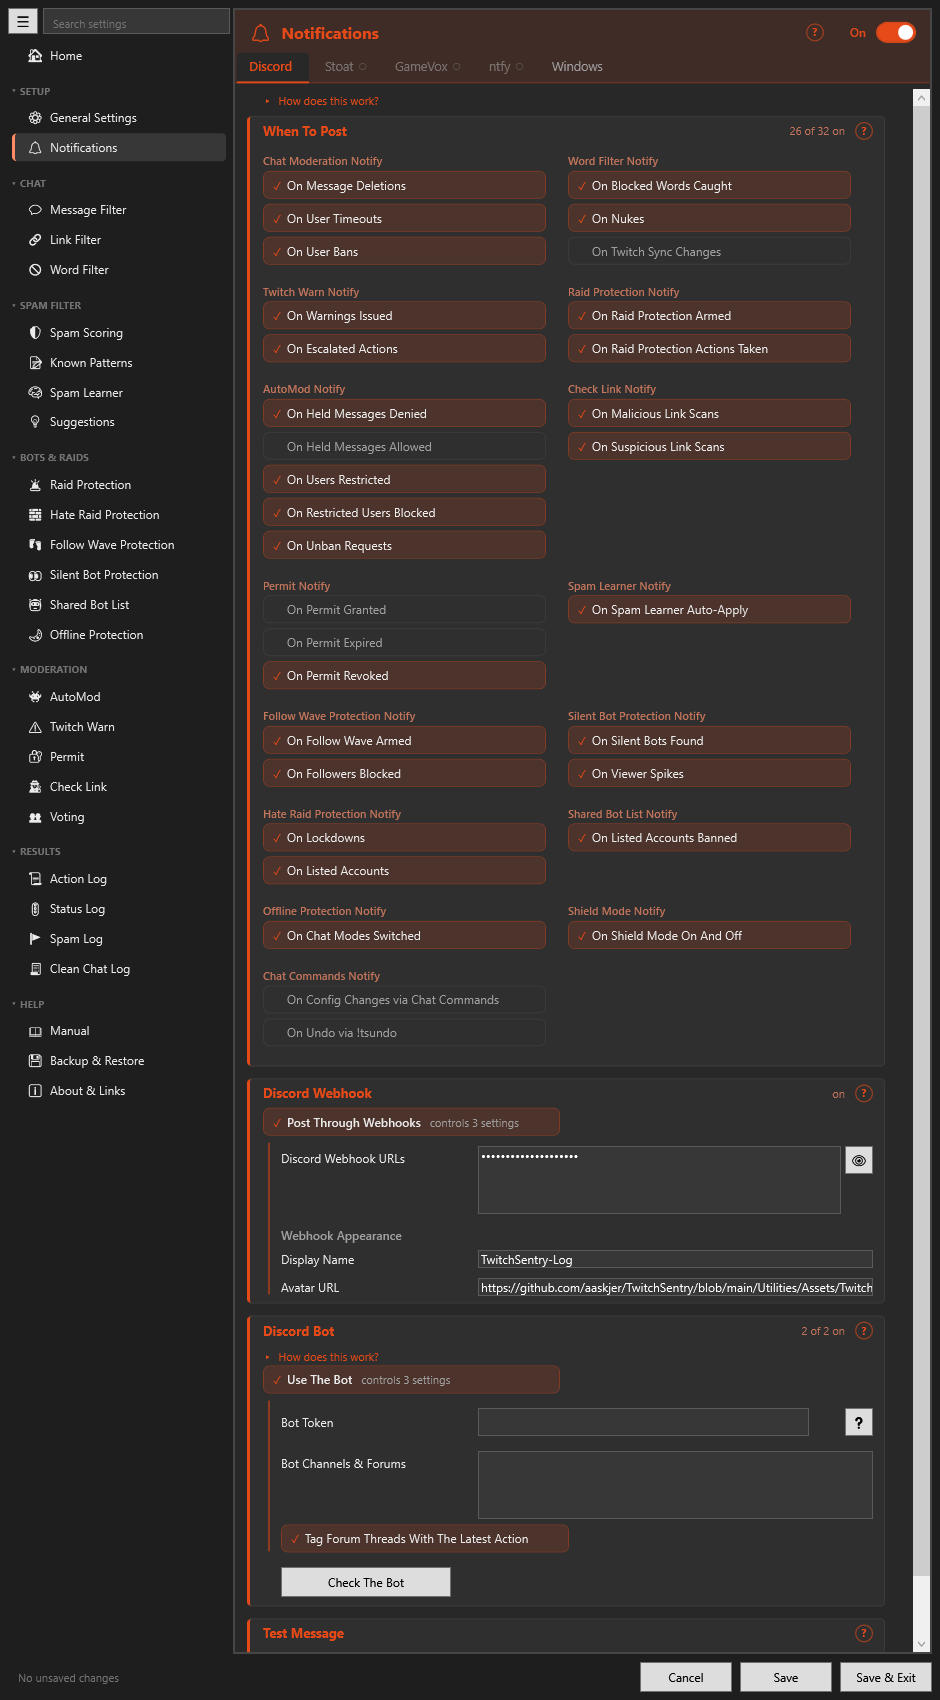 Search settings
Home
SETUP
General Settings
Notifications
CHAT
Message Filter
Link Filter
Word Filter
SPAM FILTER
Spam Scoring
Known Patterns
Spam Learner
Suggestions
BOTS & RAIDS
Raid Protection
Hate Raid Protection
Follow Wave Protection
Silent Bot Protection
Shared Bot List
Offline Protection
MODERATION
AutoMod
Twitch Warn
Permit
Check Link
Voting
RESULTS
Action Log
Status Log
Spam Log
Clean Chat Log
HELP
Manual
Backup & Restore
About & Links
Notifications ? On
Discord Stoat GameVox ntfy Windows
How does this work?
When To Post 26 of 32 on ?
Chat Moderation Notify
✓ On Message Deletions
✓ On User Timeouts
✓ On User Bans
Word Filter Notify
✓ On Blocked Words Caught
✓ On Nukes
On Twitch Sync Changes
Twitch Warn Notify
✓ On Warnings Issued
✓ On Escalated Actions
Raid Protection Notify
✓ On Raid Protection Armed
✓ On Raid Protection Actions Taken
AutoMod Notify
✓ On Held Messages Denied
On Held Messages Allowed
✓ On Users Restricted
✓ On Restricted Users Blocked
✓ On Unban Requests
Check Link Notify
✓ On Malicious Link Scans
✓ On Suspicious Link Scans
Permit Notify
On Permit Granted
On Permit Expired
✓ On Permit Revoked
Spam Learner Notify
✓ On Spam Learner Auto-Apply
Follow Wave Protection Notify
✓ On Follow Wave Armed
✓ On Followers Blocked
Silent Bot Protection Notify
✓ On Silent Bots Found
✓ On Viewer Spikes
Hate Raid Protection Notify
✓ On Lockdowns
✓ On Listed Accounts
Shared Bot List Notify
✓ On Listed Accounts Banned
Offline Protection Notify
✓ On Chat Modes Switched
Shield Mode Notify
✓ On Shield Mode On And Off
Chat Commands Notify
On Config Changes via Chat Commands
On Undo via !tsundo
Discord Webhook on ?
✓ Post Through Webhooks controls 3 settings
Discord Webhook URLs ••••••••••••••••••••
Webhook Appearance
Display Name TwitchSentry-Log
Avatar URL https://github.com/aaskjer/TwitchSentry/blob/main/Utilities/Assets/Twitch
Discord Bot 2 of 2 on ?
How does this work?
✓ Use The Bot controls 3 settings
Bot Token ?
Bot Channels & Forums
✓ Tag Forum Threads With The Latest Action
Check The Bot
Test Message ?
No unsaved changes
Cancel Save Save & Exit